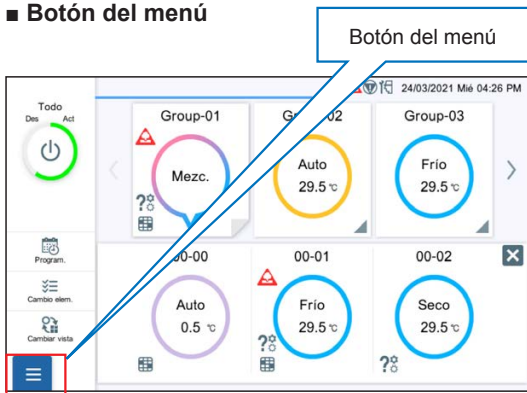 ■ Botón del menú
Botón del menú
24/03/2021 Mié 04:26 PM
Todo
Des Act
Group-01
Mezc.
Auto
29.5 ℃
Group-03
Frío
29.5 ℃
Program.
Cambio elem.
Cambiar vista
Auto
0.5 ℃
00-01
Frío
29.5 ℃
00-02
Seco
29.5 ℃